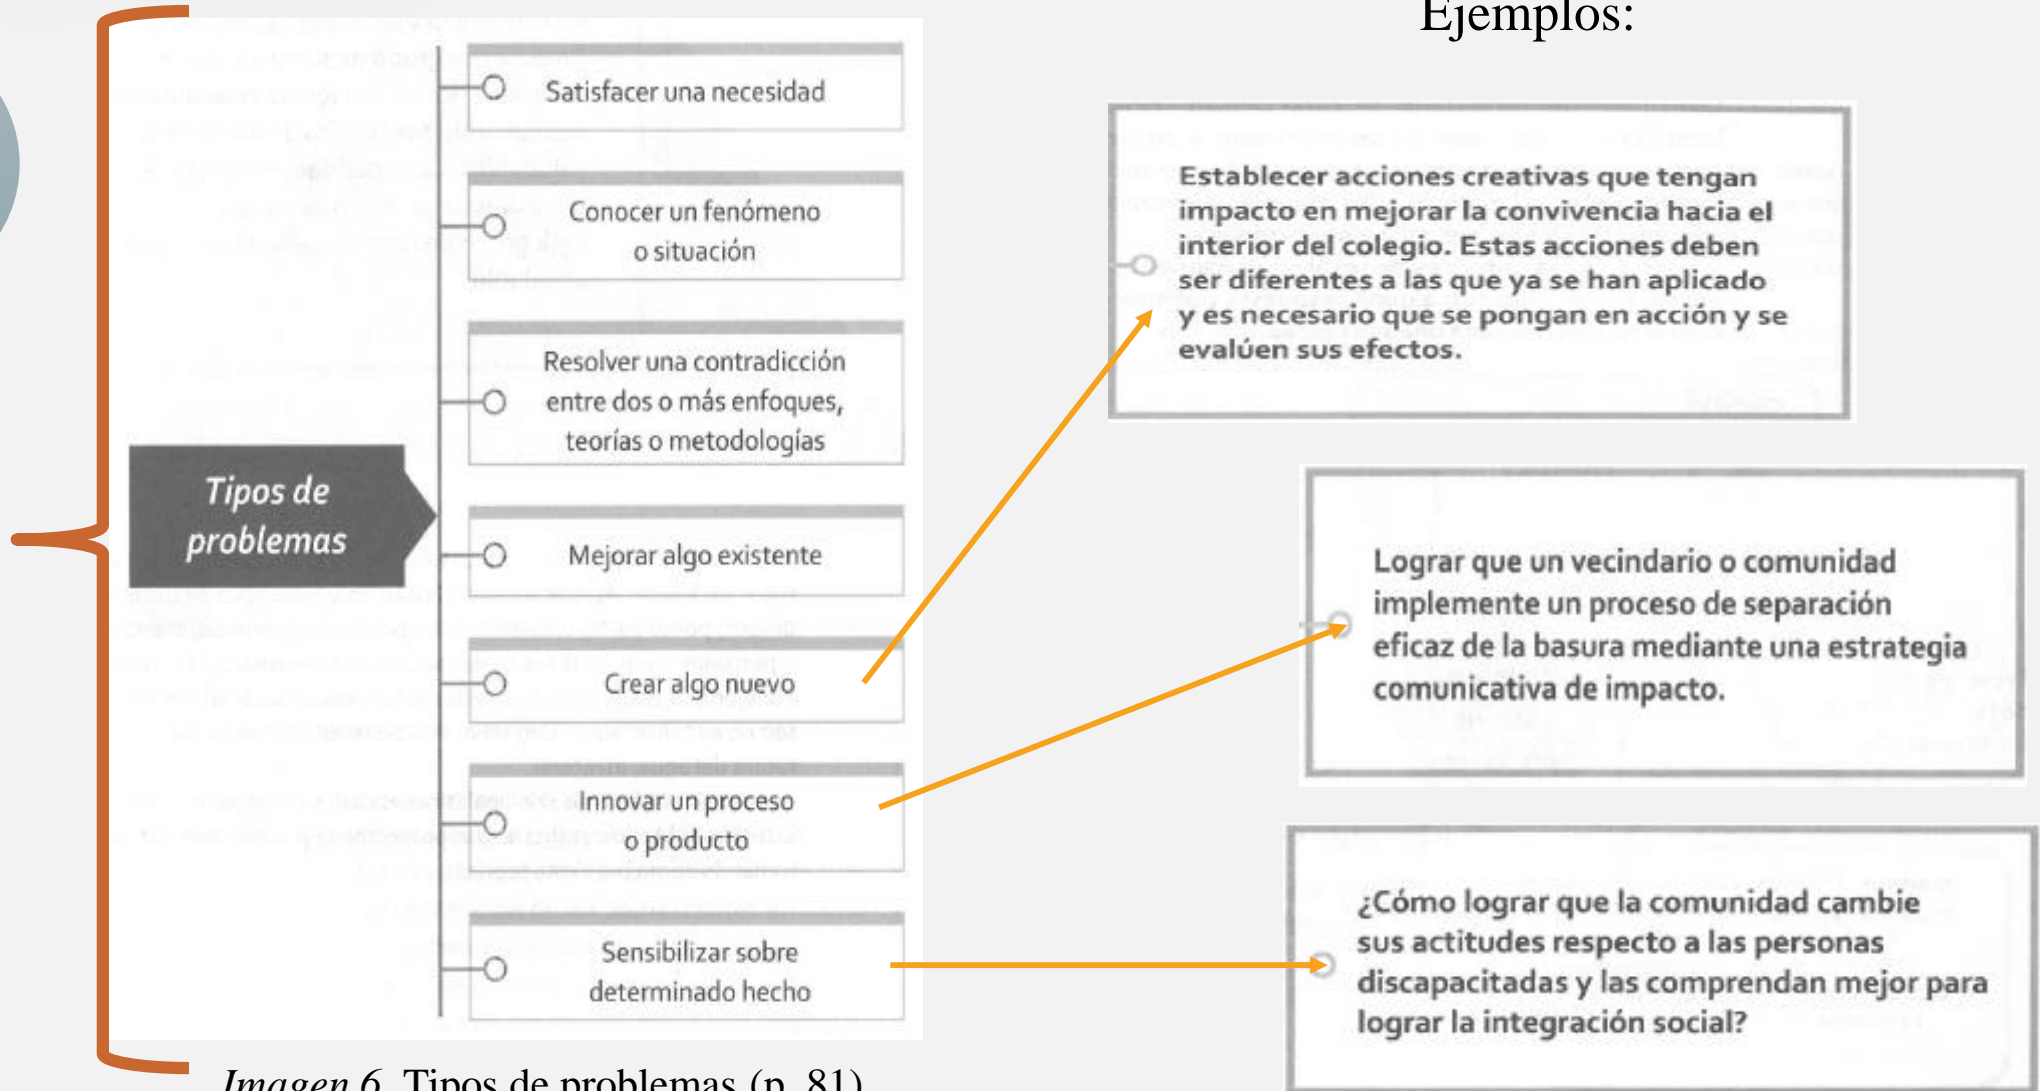 Ejemplos:
Tipos de
problemas
Satisfacer una necesidad
Conocer un fenómeno
o situación
Resolver una contradicción
entre dos o más enfoques,
teorías o metodologías
Mejorar algo existente
Crear algo nuevo
Innovar un proceso
o producto
Sensibilizar sobre
determinado hecho
Establecer acciones creativas que tengan
impacto en mejorar la convivencia hacia el
interior del colegio. Estas acciones deben
ser diferentes a las que ya se han aplicado
y es necesario que se pongan en acción y se
evalúen sus efectos.
Lograr que un vecindario o comunidad
implemente un proceso de separación
eficaz de la basura mediante una estrategia
comunicativa de impacto.
¿Cómo lograr que la comunidad cambie
sus actitudes respecto a las personas
discapacitadas y las comprendan mejor para
lograr la integración social?
Imagen 6. Tipos de problemas (p. 81)